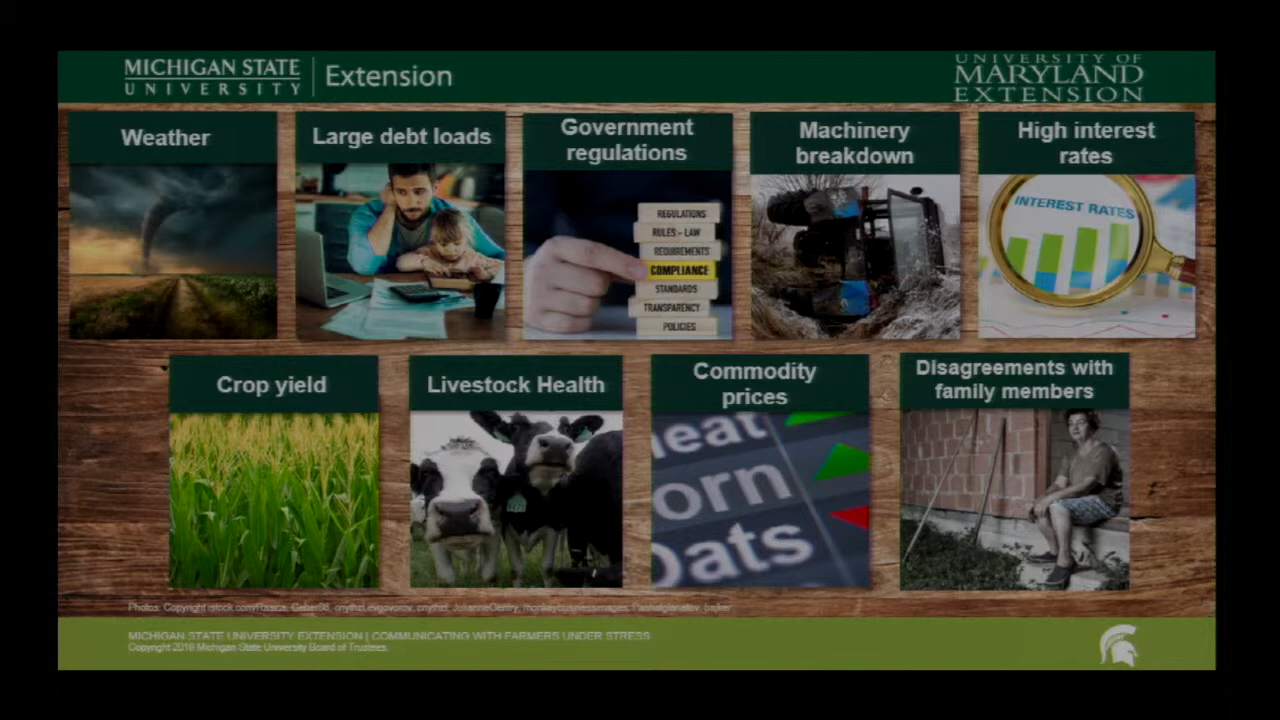 MICHIGAN STATE
UNIVERSITY
Extension
UNIVERSITY OF
MARYLAND
EXTENSION
Weather
Large debt loads
Government
regulations
Machinery
breakdown
High interest
rates
REGULATIONS
RULES – LAW
REQUIREMENTS
COMPLIANCE
STANDARDS
TRANSPARENCY
POLICIES
INTEREST RATES
Crop yield
Livestock Health
Commodity
prices
Disagreements with
family members
eat
orn
Oats
Photos: Copyright
MICHIGAN STATE UNIVERSITY EXTENSION | COMMUNICATING WITH FARMERS UNDER STRESS
Copyright 2018 Michigan State University Board of Trustees